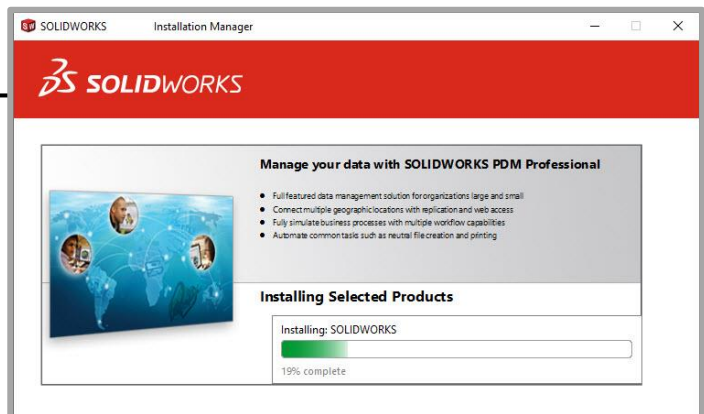 SOLIDWORKS Installation Manager
SOLIDWORKS
Manage your data with SOLIDWORKS PDM Professional
Full featured data management solution for organizations large and small
Connect multiple geographic locations with replication and web access
Fully simulate business processes with multiple workflow capabilities
Automate common tasks such as neutral file creation and printing
Installing Selected Products
Installing: SOLIDWORKS
19% complete